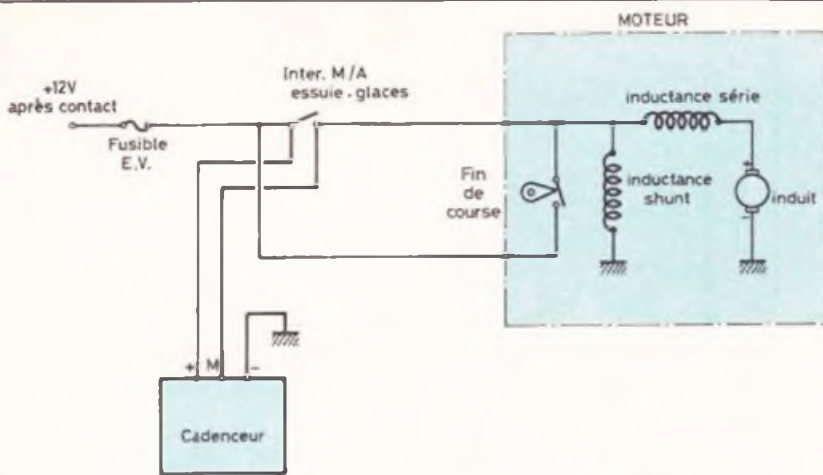 MOTEUR
+12V
après contact
Fusible
E.V.
Inter. M/A
essuie-glaces
inductance série
Fin
de
course
inductance
shunt
+
-
induit
+ M -
Cadenceur